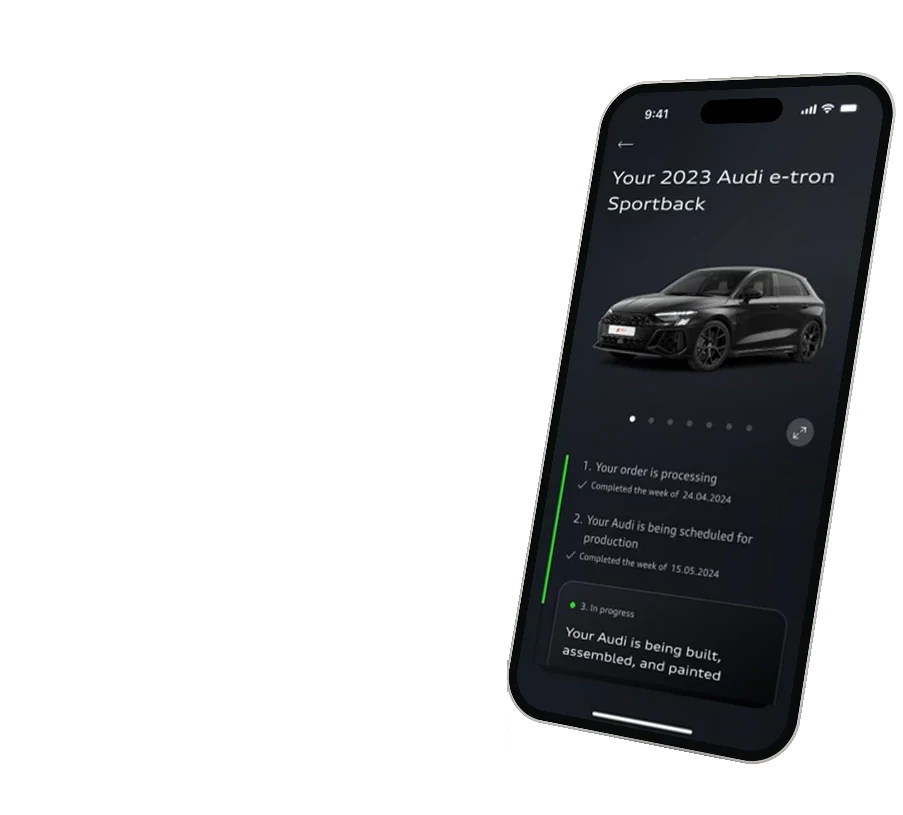 9:41
Your 2023 Audi e-tron
Sportback
1. Your order is processing
Completed the week of 24.04.2024
2. Your Audi is being scheduled for
production
Completed the week of 15.05.2024
3. In progress
Your Audi is being built,
assembled, and painted